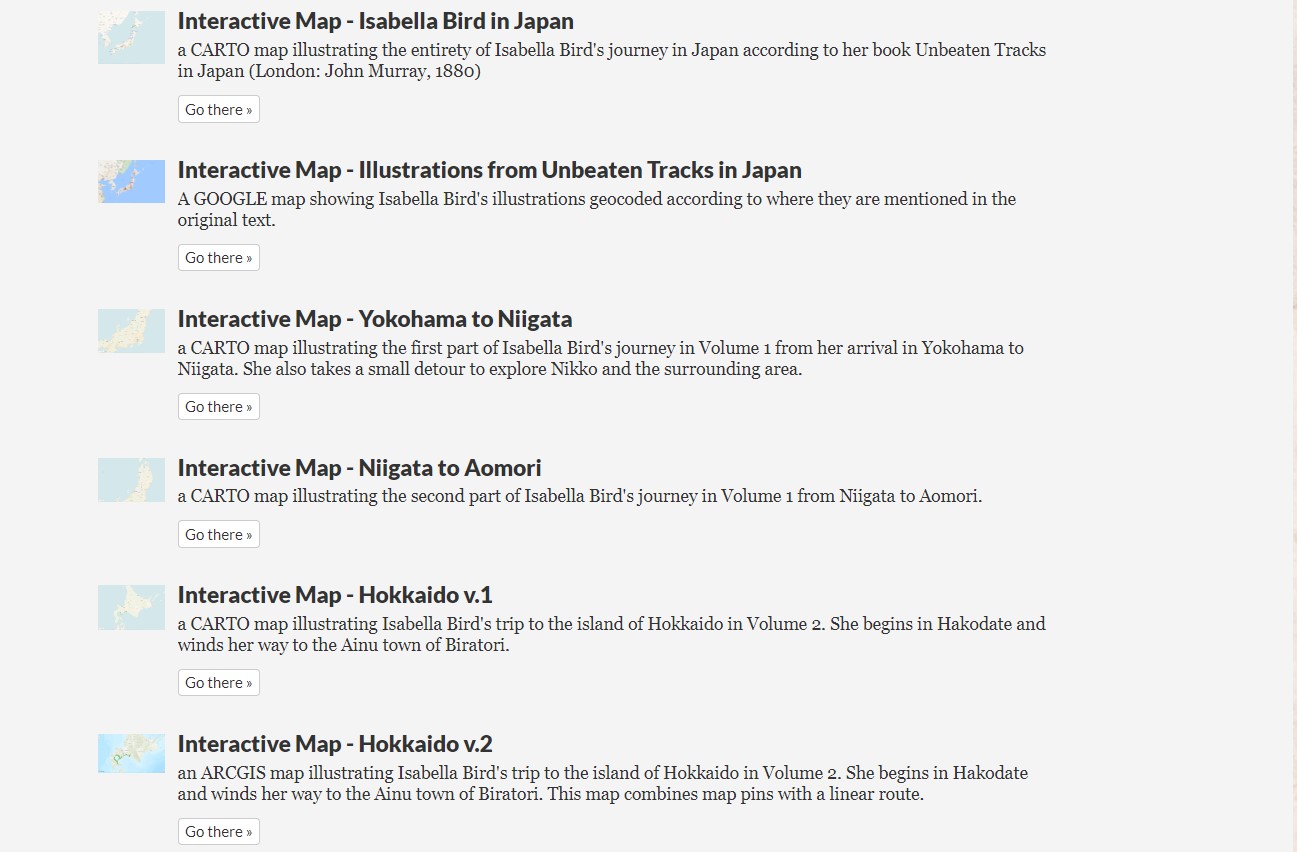 Interactive Map - Isabella Bird in Japan
a CARTO map illustrating the entirety of Isabella Bird's journey in Japan according to her book Unbeaten Tracks
in Japan (London: John Murray, 1880)
Go there »
Interactive Map - Illustrations from Unbeaten Tracks in Japan
A GOOGLE map showing Isabella Bird's illustrations geocoded according to where they are mentioned in the
original text.
Go there »
Interactive Map - Yokohama to Niigata
a CARTO map illustrating the first part of Isabella Bird's journey in Volume 1 from her arrival in Yokohama to
Niigata. She also takes a small detour to explore Nikko and the surrounding area.
Go there »
Interactive Map - Niigata to Aomori
a CARTO map illustrating the second part of Isabella Bird's journey in Volume 1 from Niigata to Aomori.
Go there »
Interactive Map - Hokkaido v.1
a CARTO map illustrating Isabella Bird's trip to the island of Hokkaido in Volume 2. She begins in Hakodate and
winds her way to the Ainu town of Biratori.
Go there »
Interactive Map - Hokkaido v.2
an ARCGIS map illustrating Isabella Bird's trip to the island of Hokkaido in Volume 2. She begins in Hakodate
and winds her way to the Ainu town of Biratori. This map combines map pins with a linear route.
Go there »